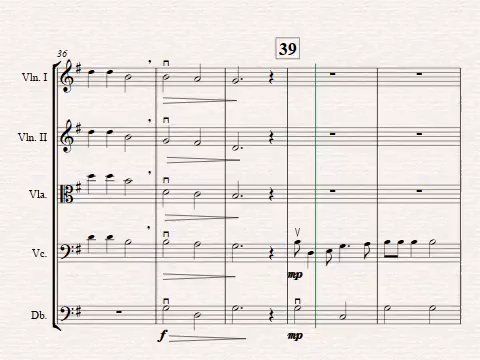 39
36
Vln. I
Vln. II
Vla.
Vc.
mp
Db.
f
mp